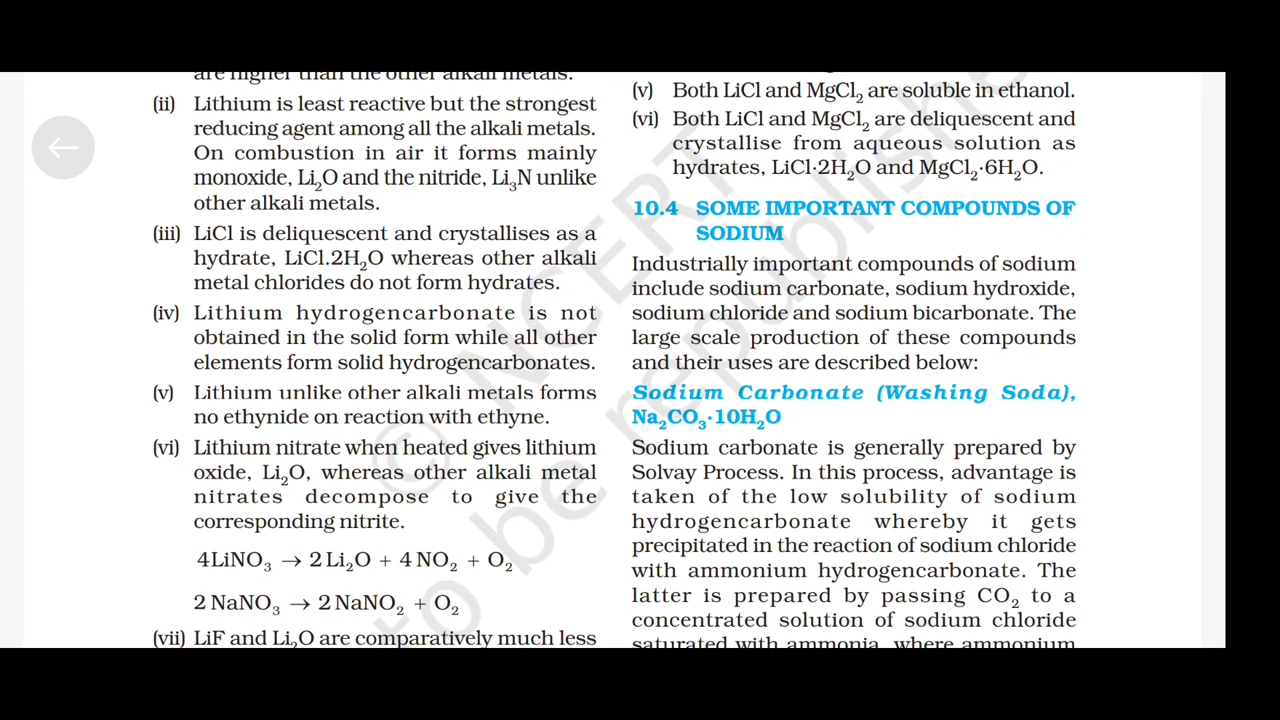 are higher than the other alkali metals.
(ii) Lithium is least reactive but the strongest
reducing agent among all the alkali metals.
On combustion in air it forms mainly
monoxide, Li₂O and the nitride, Li₃N unlike
other alkali metals.
(iii) LiCl is deliquescent and crystallises as a
hydrate, LiCl.2H₂O whereas other alkali
metal chlorides do not form hydrates.
(iv) Lithium hydrogencarbonate is not
obtained in the solid form while all other
elements form solid hydrogencarbonates.
(v) Lithium unlike other alkali metals forms
no ethynide on reaction with ethyne.
(vi) Lithium nitrate when heated gives lithium
oxide, Li₂O, whereas other alkali metal
nitrates decompose to give the
corresponding nitrite.
4LiNO₃ → 2 Li₂O + 4 NO₂ + O₂
2 NaNO₃ → 2 NaNO₂ + O₂
(vii) LiF and Li₂O are comparatively much less
(v) Both LiCl and MgCl₂ are soluble in ethanol.
(vi) Both LiCl and MgCl₂ are deliquescent and
crystallise from aqueous solution as
hydrates, LiCl·2H₂O and MgCl₂·6H₂O.
10.4 SOME IMPORTANT COMPOUNDS OF
SODIUM
Industrially important compounds of sodium
include sodium carbonate, sodium hydroxide,
sodium chloride and sodium bicarbonate. The
large scale production of these compounds
and their uses are described below:
Sodium Carbonate (Washing Soda),
Na₂CO₃·10H₂O
Sodium carbonate is generally prepared by
Solvay Process. In this process, advantage is
taken of the low solubility of sodium
hydrogencarbonate whereby it gets
precipitated in the reaction of sodium chloride
with ammonium hydrogencarbonate. The
latter is prepared by passing CO₂ to a
concentrated solution of sodium chloride
saturated with ammonia, where ammonium
© NCERT
to be republishe